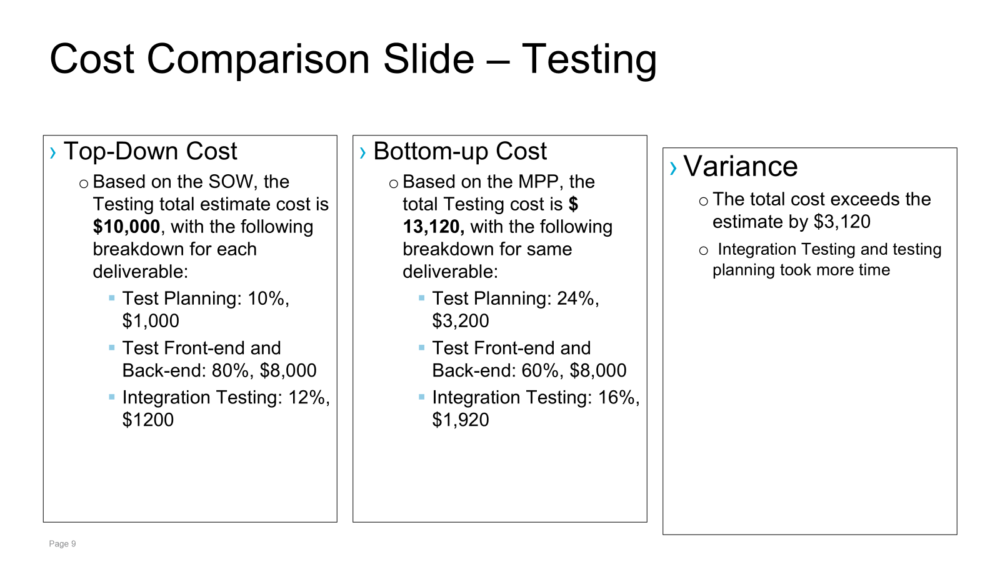 Cost Comparison Slide – Testing
› Top-Down Cost
o Based on the SOW, the
Testing total estimate cost is
$10,000, with the following
breakdown for each
deliverable:
▪ Test Planning: 10%,
$1,000
▪ Test Front-end and
Back-end: 80%, $8,000
▪ Integration Testing: 12%,
$1200
› Bottom-up Cost
o Based on the MPP, the
total Testing cost is $
13,120, with the following
breakdown for same
deliverable:
▪ Test Planning: 24%,
$3,200
▪ Test Front-end and
Back-end: 60%, $8,000
▪ Integration Testing: 16%,
$1,920
› Variance
o The total cost exceeds the
estimate by $3,120
o Integration Testing and testing
planning took more time
Page 9